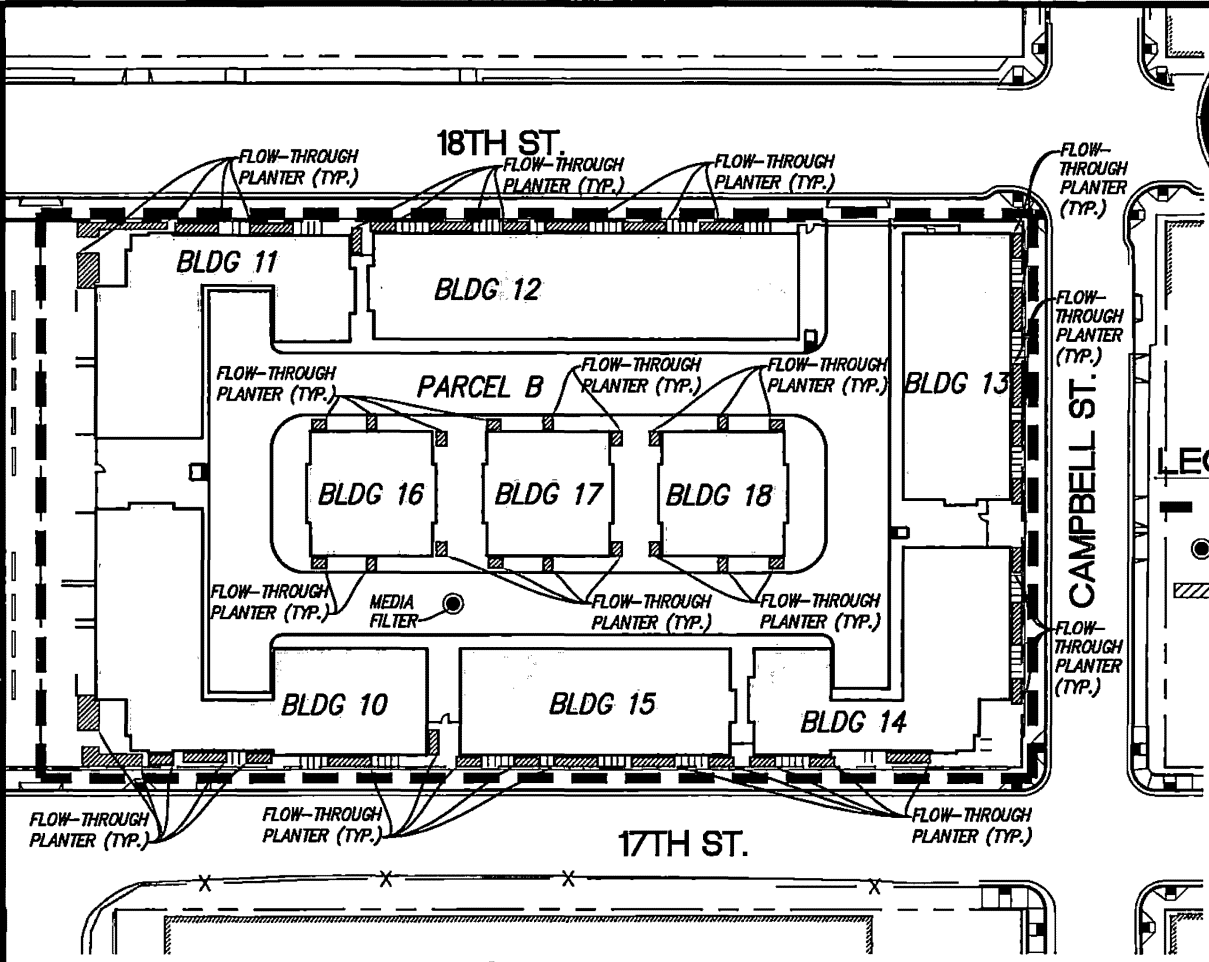 18TH ST.
FLOW-THROUGH
PLANTER (TYP.)
FLOW-THROUGH
PLANTER (TYP.)
FLOW-THROUGH
PLANTER (TYP.)
FLOW-
THROUGH
PLANTER
(TYP.)
BLDG 11
BLDG 12
FLOW-
THROUGH
PLANTER
(TYP.)
FLOW-THROUGH
PLANTER (TYP.)
PARCEL B
FLOW-THROUGH
PLANTER (TYP.)
FLOW-THROUGH
PLANTER (TYP.)
BLDG 13
CAMPBELL ST.
LEG
BLDG 16
BLDG 17
BLDG 18
FLOW-THROUGH
PLANTER (TYP.)
MEDIA
FILTER
FLOW-THROUGH
PLANTER (TYP.)
FLOW-THROUGH
PLANTER (TYP.)
FLOW-
THROUGH
PLANTER
(TYP.)
BLDG 10
BLDG 15
BLDG 14
FLOW-THROUGH
PLANTER (TYP.)
FLOW-THROUGH
PLANTER (TYP.)
FLOW-THROUGH
PLANTER (TYP.)
17TH ST.